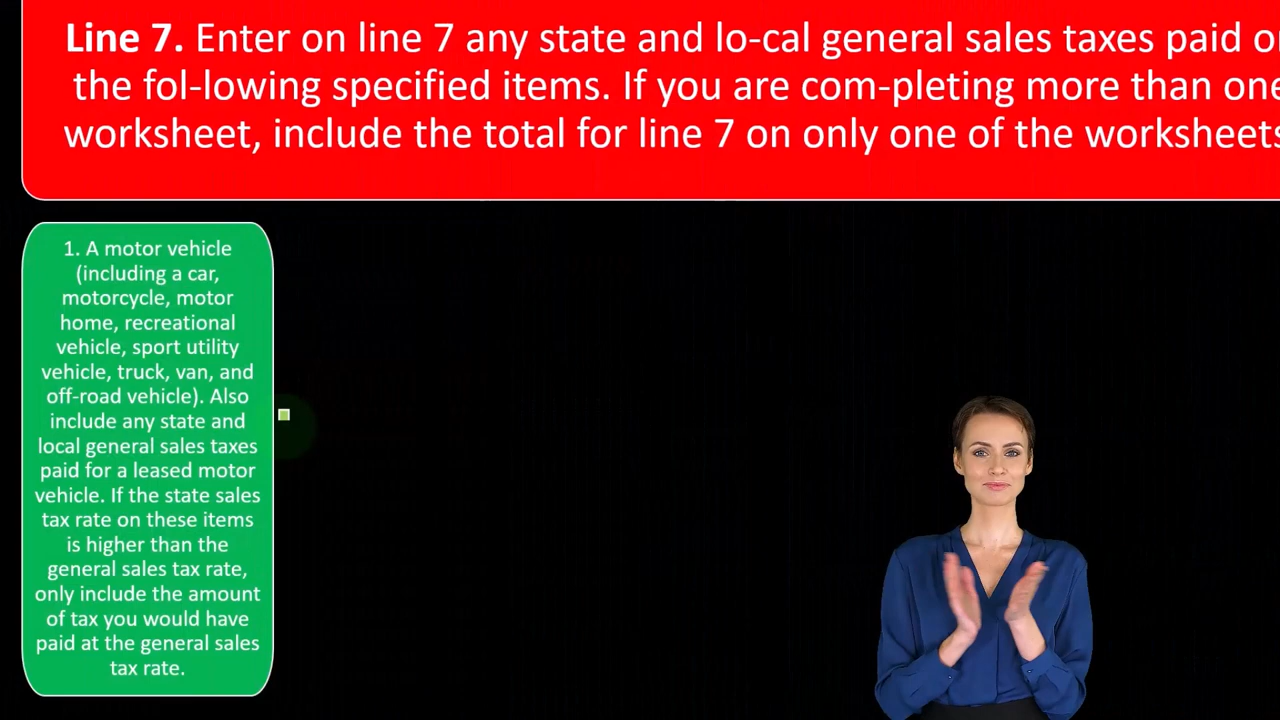 Line 7. Enter on line 7 any state and lo-cal general sales taxes paid
the fol-lowing specified items. If you are com-pleting more than one
worksheet, include the total for line 7 on only one of the worksheets
1. A motor vehicle
(including a car,
motorcycle, motor
home, recreational
vehicle, sport utility
vehicle, truck, van, and
off-road vehicle). Also
include any state and
local general sales taxes
paid for a leased motor
vehicle. If the state sales
tax rate on these items
is higher than the
general sales tax rate,
only include the amount
of tax you would have
paid at the general sales
tax rate.